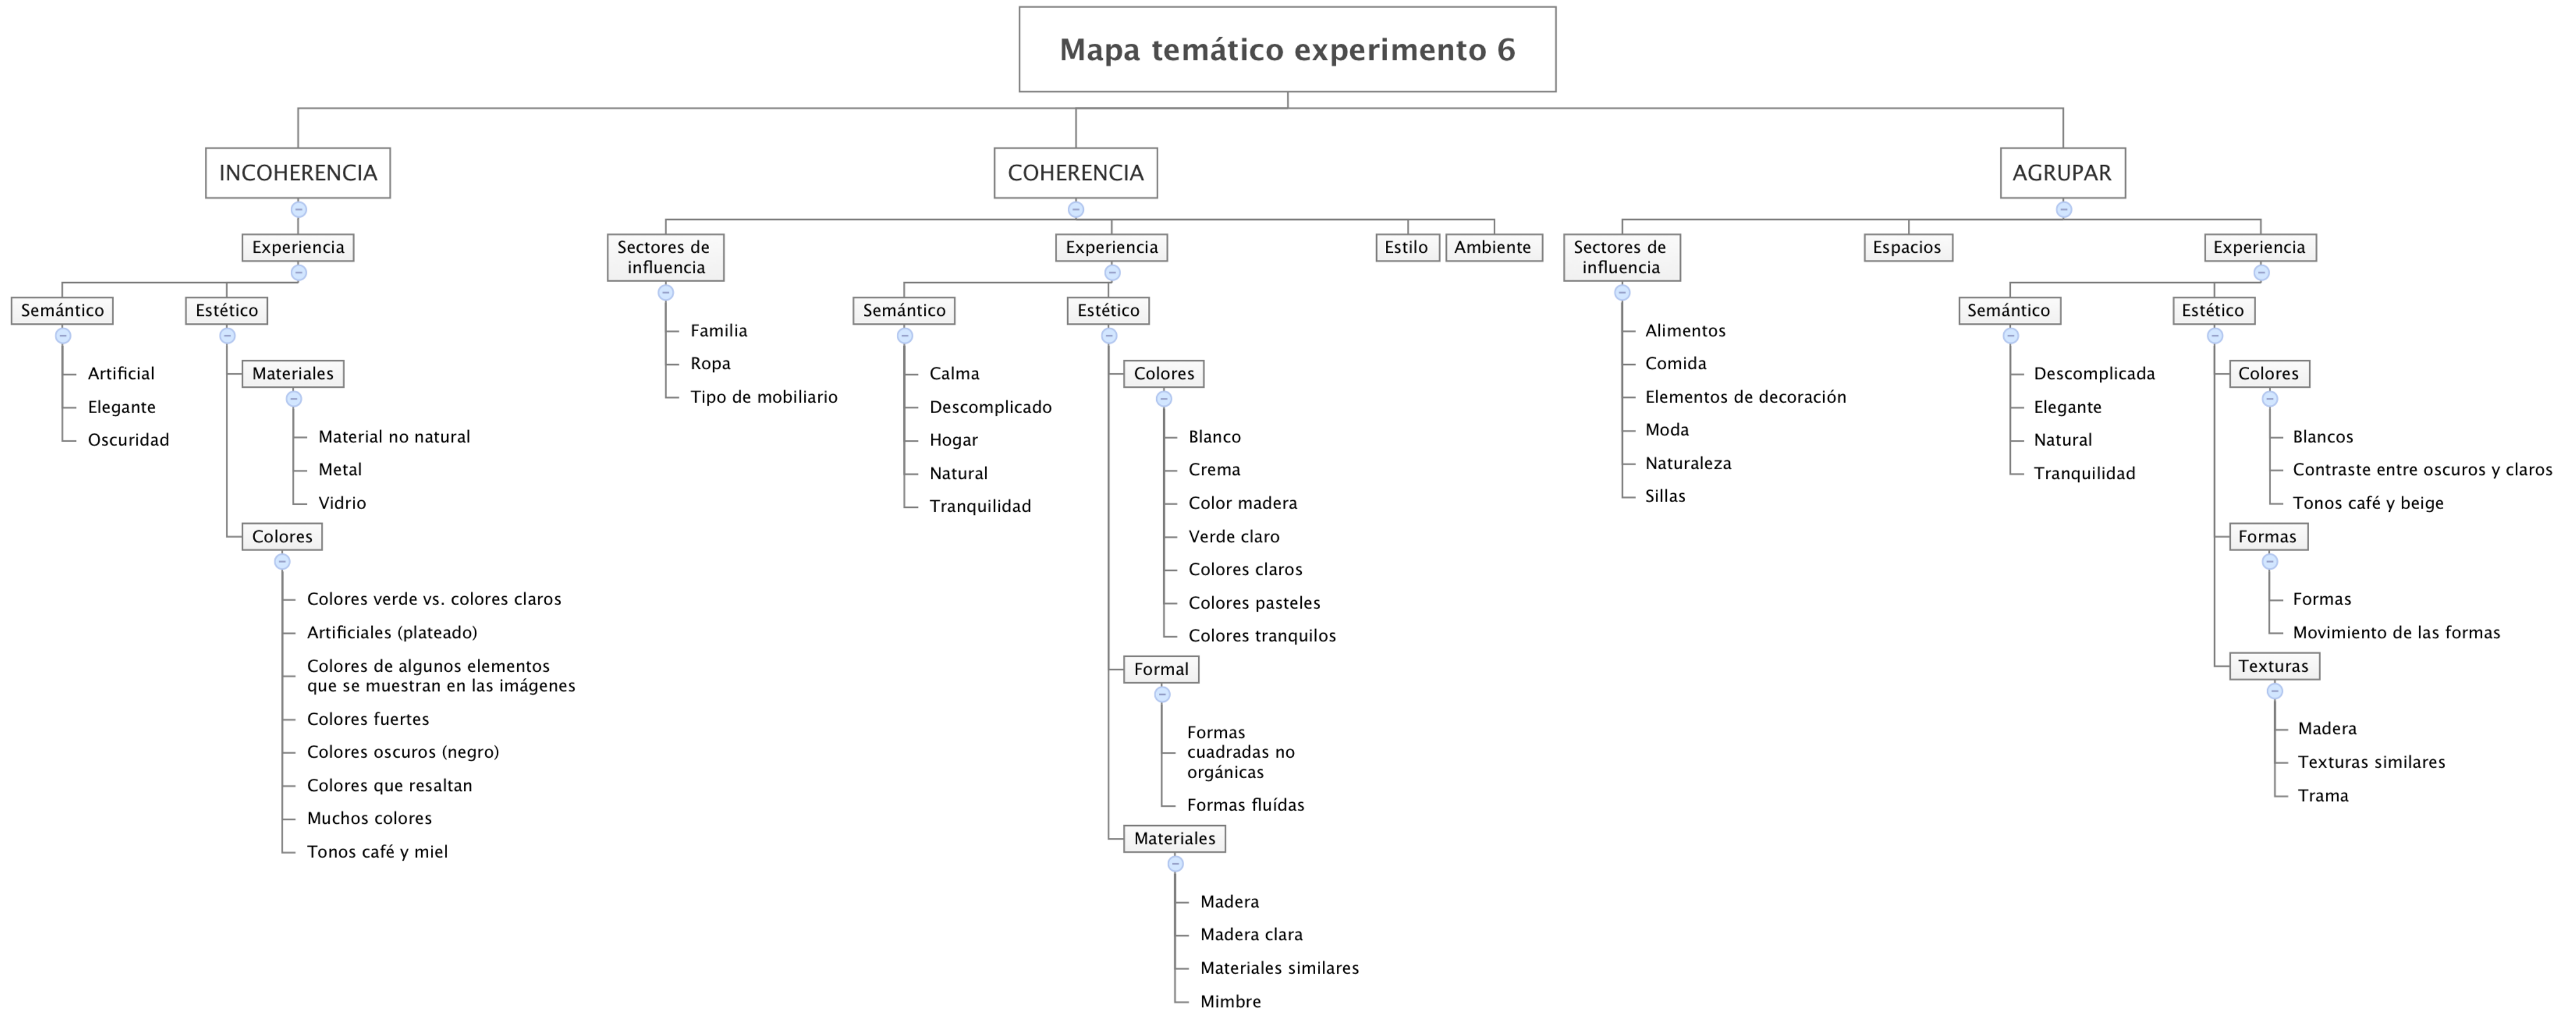 Mapa temático experimento 6
INCOHERENCIA
Experiencia
Semántico
Artificial
Elegante
Oscuridad
Estético
Materiales
Material no natural
Metal
Vidrio
Colores
Colores verde vs. colores claros
Artificiales (plateado)
Colores de algunos elementos
que se muestran en las imágenes
Colores fuertes
Colores oscuros (negro)
Colores que resaltan
Muchos colores
Tonos café y miel
COHERENCIA
Sectores de
influencia
Familia
Ropa
Tipo de mobiliario
Experiencia
Semántico
Calma
Descomplicado
Hogar
Natural
Tranquilidad
Estético
Colores
Blanco
Crema
Color madera
Verde claro
Colores claros
Colores pasteles
Colores tranquilos
Formal
Formas
cuadradas no
orgánicas
Formas fluídas
Materiales
Madera
Madera clara
Materiales similares
Mimbre
Estilo
Ambiente
AGRUPAR
Sectores de
influencia
Alimentos
Comida
Elementos de decoración
Moda
Naturaleza
Sillas
Espacios
Experiencia
Semántico
Descomplicada
Elegante
Natural
Tranquilidad
Estético
Colores
Blancos
Contraste entre oscuros y claros
Tonos café y beige
Formas
Formas
Movimiento de las formas
Texturas
Madera
Texturas similares
Trama